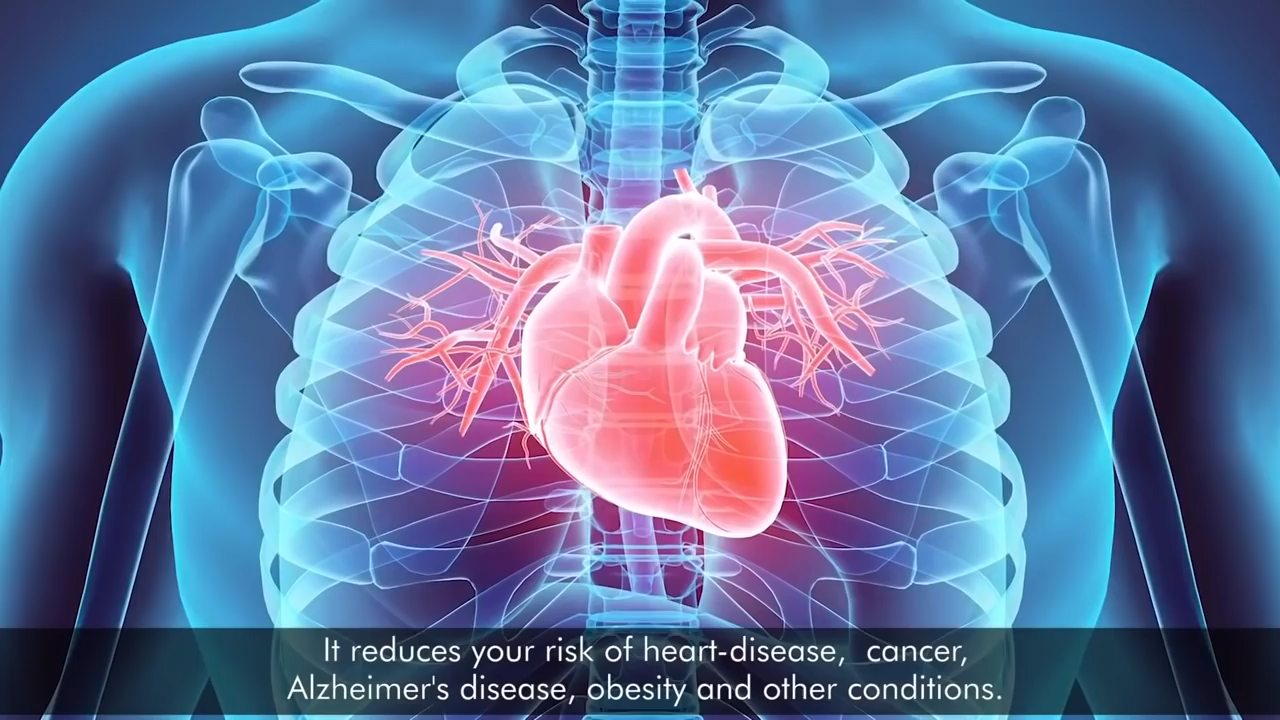 It reduces your risk of heart-disease,  cancer,
Alzheimer's disease, obesity and other conditions.